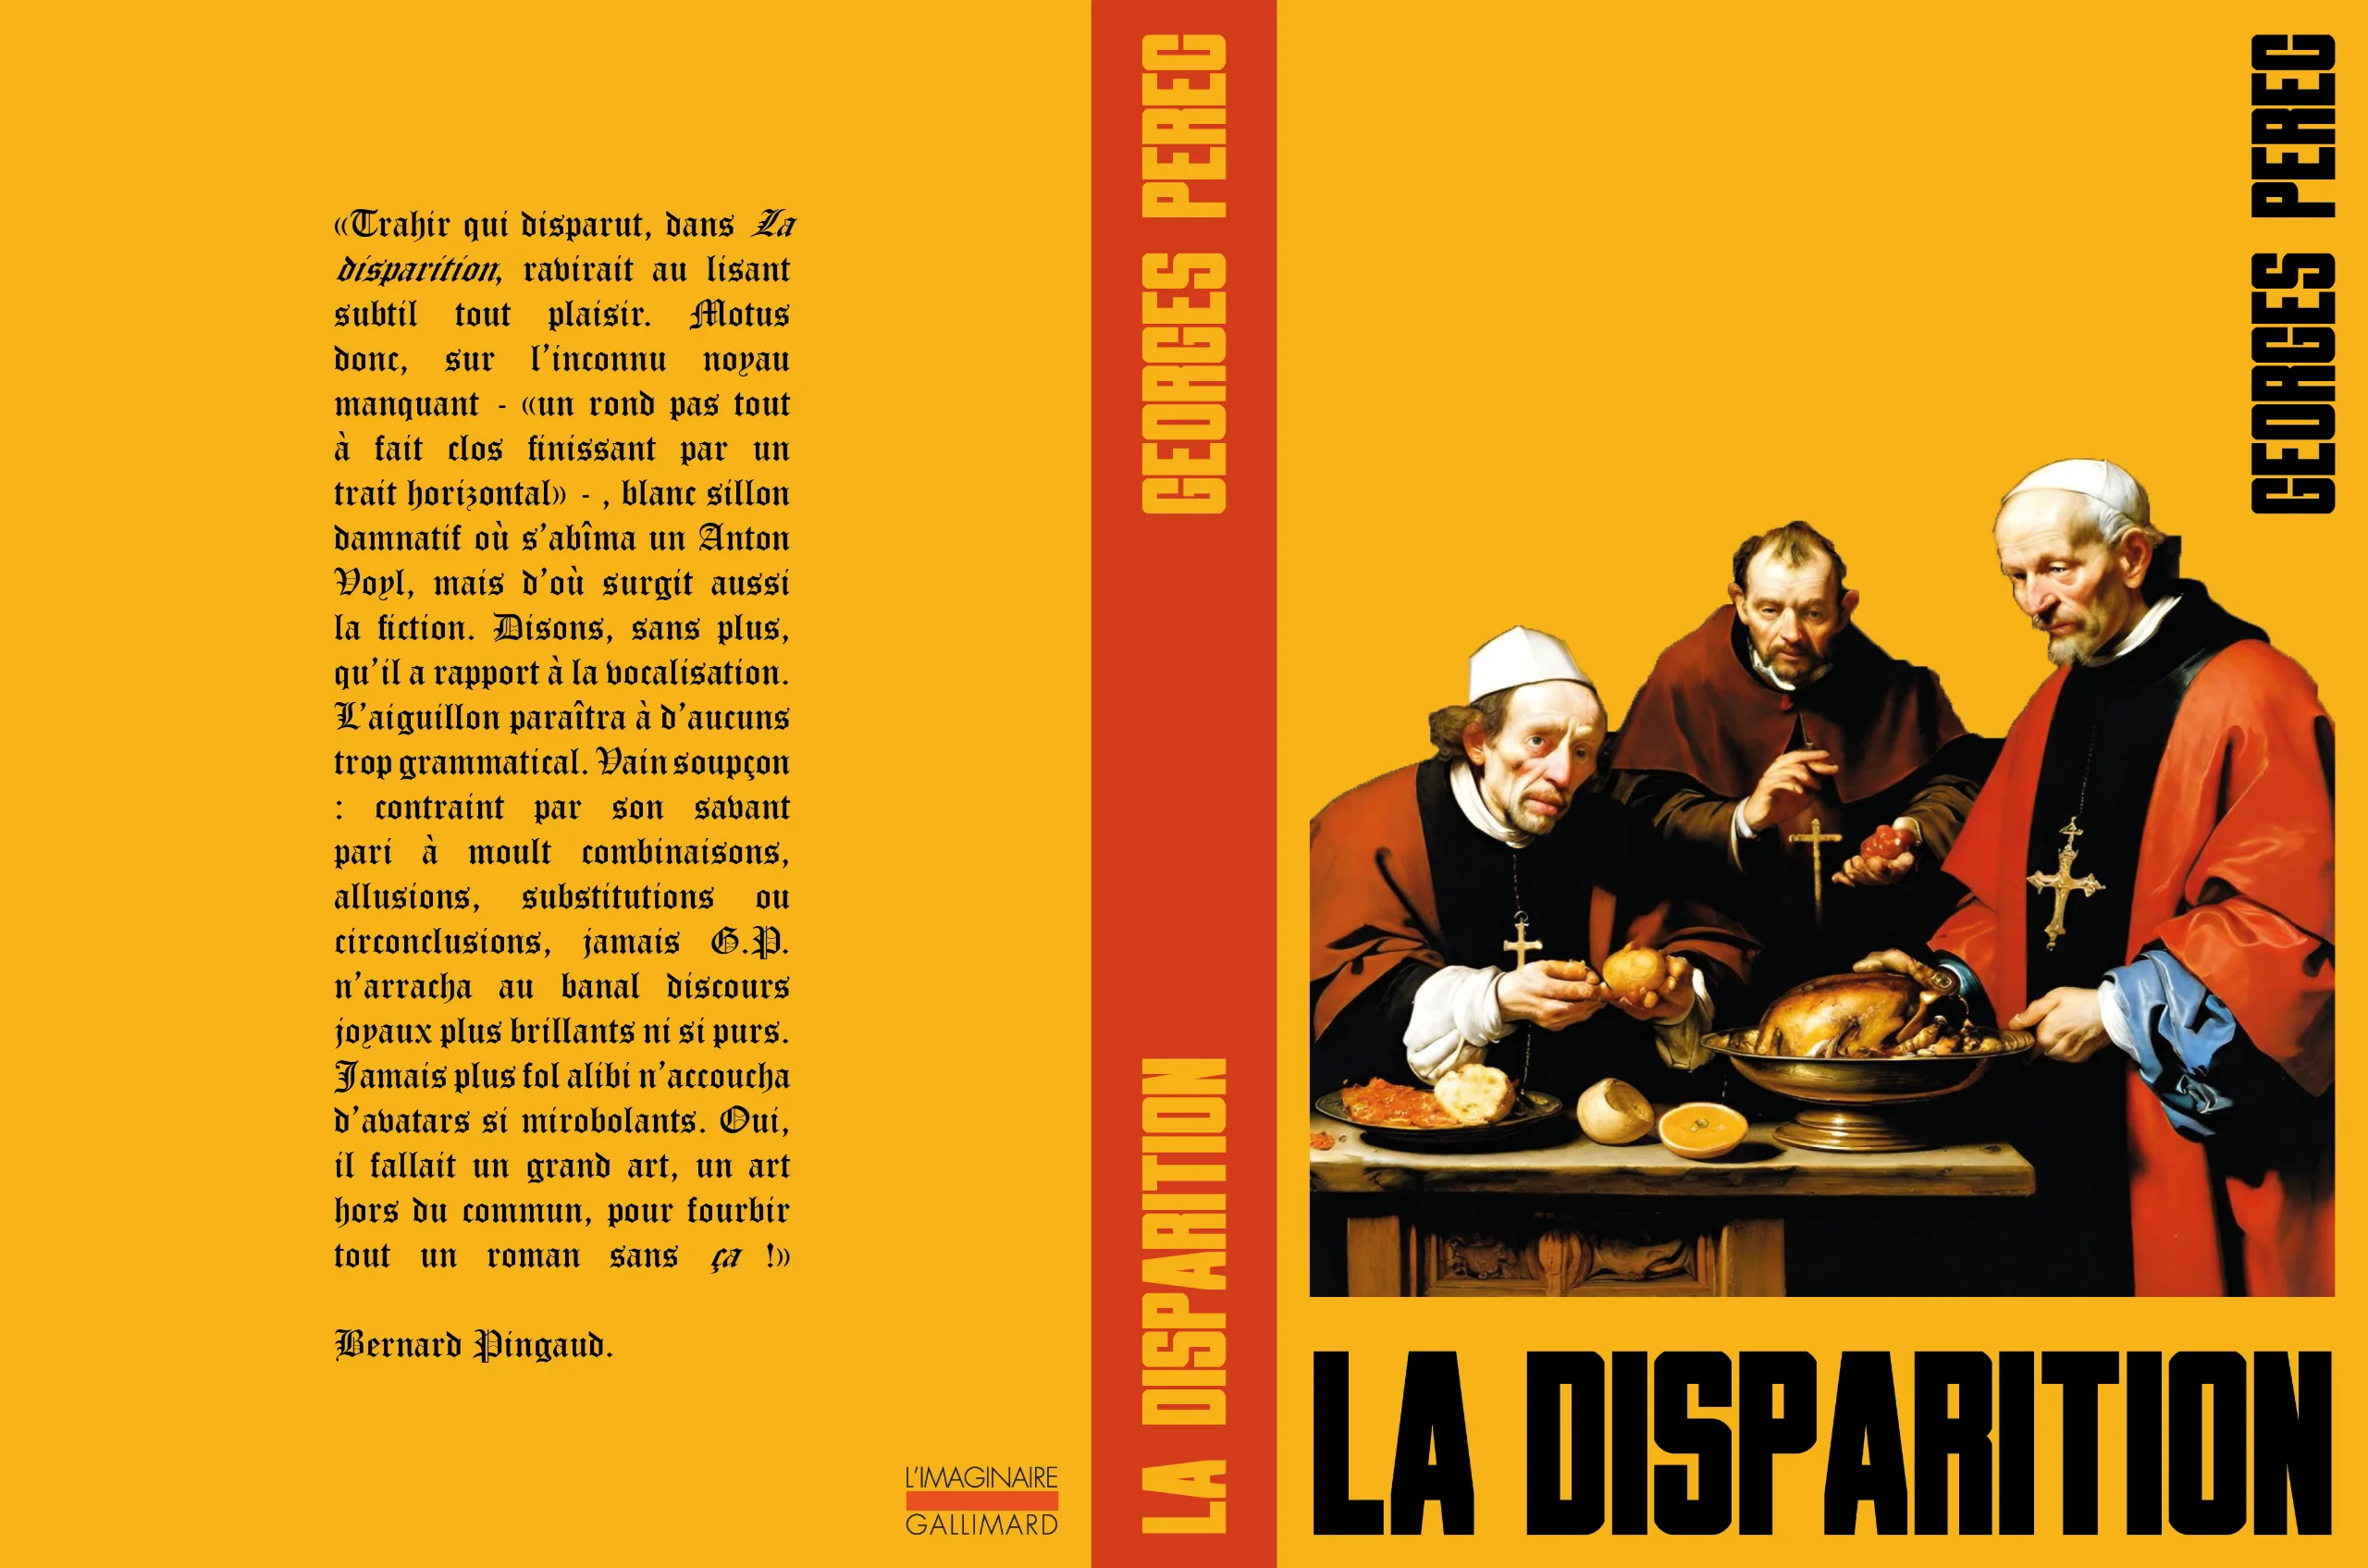 «Trahir qui disparut, dans La
disparition, ravirait au lisant
subtil tout plaisir. Motus
donc, sur l’inconnu noyau
manquant - «un rond pas tout
à fait clos finissant par un
trait horizontal» - , blanc sillon
damnatif où s’abîma un Anton
Voyl, mais d’où surgit aussi
la fiction. Disons, sans plus,
qu’il a rapport à la vocalisation.
L’aiguillon paraîtra à d’aucuns
trop grammatical. Vain soupçon
: contraint par son savant
pari à moult combinaisons,
allusions, substitutions ou
circonclusions, jamais G.P.
n’arracha au banal discours
joyaux plus brillants ni si purs.
Jamais plus fol alibi n’accoucha
d’avatars si mirobolants. Oui,
il fallait un grand art, un art
hors du commun, pour fourbir
tout un roman sans ça !»
Bernard Pingaud.
L’IMAGINAIRE
GALLIMARD
LA DISPARITION
GEORGES PEREC
GEORGES PEREC
LA DISPARITION